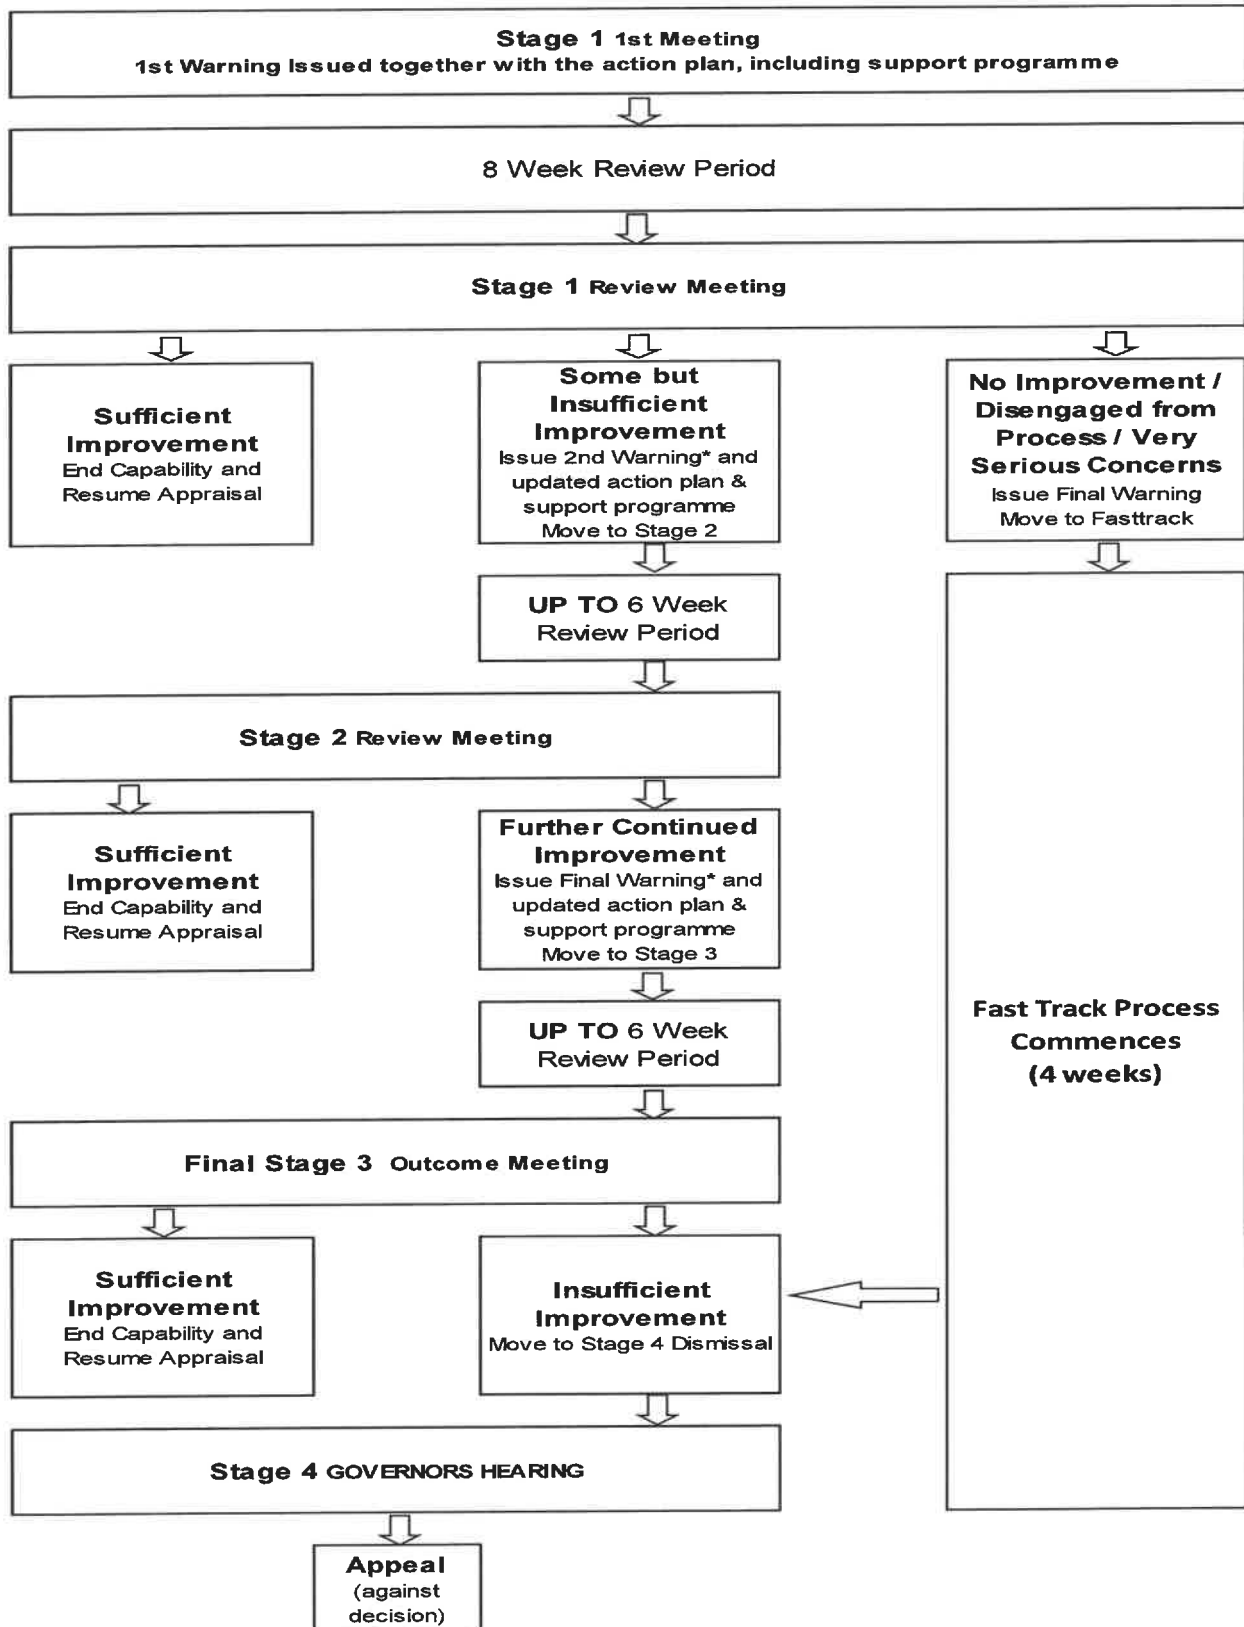 Stage 1 1st Meeting
1st Warning Issued together with the action plan, including support programme
8 Week Review Period
Stage 1 Review Meeting
Sufficient
Improvement
End Capability and
Resume Appraisal
Some but
Insufficient
Improvement
Issue 2nd Warning* and
updated action plan &
support programme
Move to Stage 2
No Improvement /
Disengaged from
Process / Very
Serious Concerns
Issue Final Warning
Move to Fasttrack
UP TO 6 Week
Review Period
Stage 2 Review Meeting
Sufficient
Improvement
End Capability and
Resume Appraisal
Further Continued
Improvement
Issue Final Warning* and
updated action plan &
support programme
Move to Stage 3
UP TO 6 Week
Review Period
Fast Track Process
Commences
(4 weeks)
Final Stage 3 Outcome Meeting
Sufficient
Improvement
End Capability and
Resume Appraisal
Insufficient
Improvement
Move to Stage 4 Dismissal
Stage 4 GOVERNORS HEARING
Appeal
(against
decision)